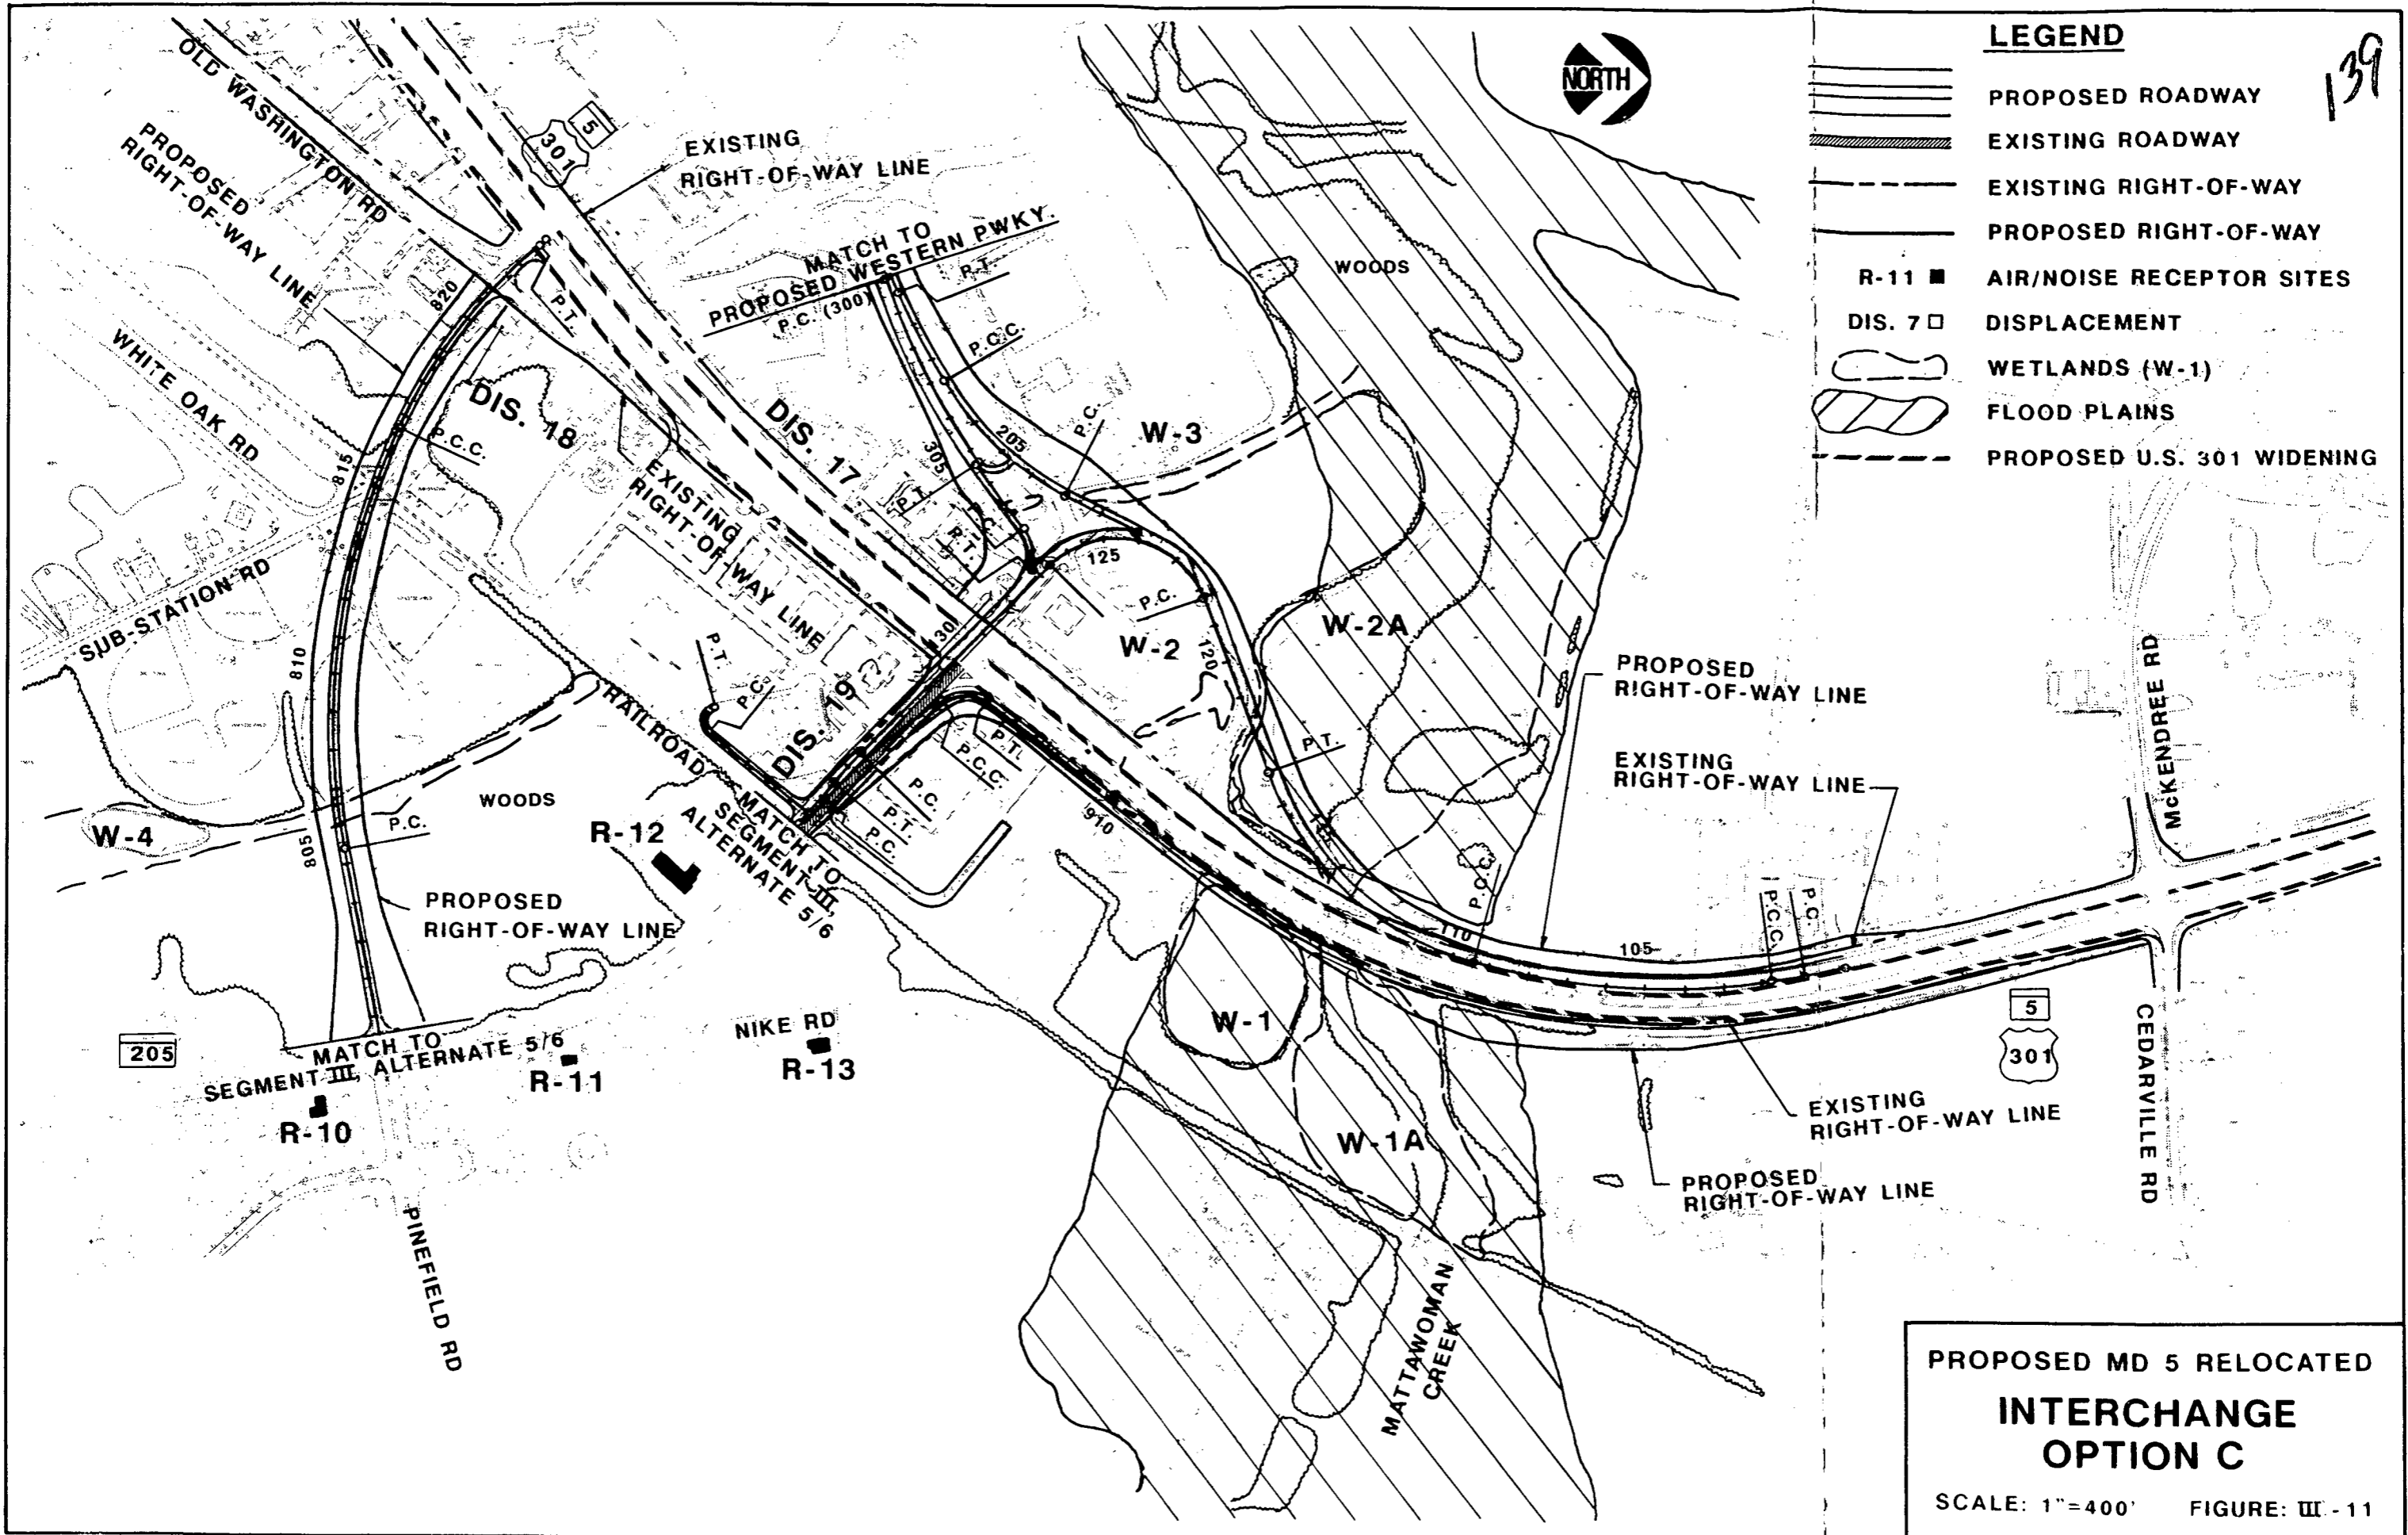 LEGEND
139
PROPOSED ROADWAY
EXISTING ROADWAY
EXISTING RIGHT-OF-WAY
PROPOSED RIGHT-OF-WAY
R-11 ■ AIR/NOISE RECEPTOR SITES
DIS. 7 □ DISPLACEMENT
WETLANDS (W-1)
FLOOD PLAINS
PROPOSED U.S. 301 WIDENING
NORTH
OLD WASHINGTON RD
PROPOSED
RIGHT-OF-WAY LINE
5
301
EXISTING
RIGHT-OF-WAY LINE
MATCH TO
PROPOSED WESTERN PWKY.
P.C. (300)
P.T.
P.C.C.
P.C.
205
305
P.T.
P.C.
P.T.
WOODS
W-3
WHITE OAK RD
820
P.T.
P.C.C.
815
DIS. 18
DIS. 17
EXISTING
RIGHT-OF-WAY LINE
125
P.C.
W-2
120
W-2A
130
SUB-STATION RD
810
RAILROAD
P.T.
P.C.
DIS. 19
P.T.
P.C.C.
P.C.
P.T.
P.C.
P.T.
910
115
PROPOSED
RIGHT-OF-WAY LINE
EXISTING
RIGHT-OF-WAY LINE
McKENDREE RD
WOODS
W-4
805
P.C.
R-12
MATCH TO
SEGMENT III,
ALTERNATE 5/6
PROPOSED
RIGHT-OF-WAY LINE
P.C.C.
110
105
P.C.C.
P.C.
205
MATCH TO
SEGMENT III, ALTERNATE 5/6
R-10
R-11
NIKE RD
R-13
W-1
W-1A
5
301
CEDARVILLE RD
EXISTING
RIGHT-OF-WAY LINE
PROPOSED
RIGHT-OF-WAY LINE
PINEFIELD RD
MATTAWOMAN
CREEK
PROPOSED MD 5 RELOCATED
INTERCHANGE
OPTION C
SCALE: 1"=400' FIGURE: III-11